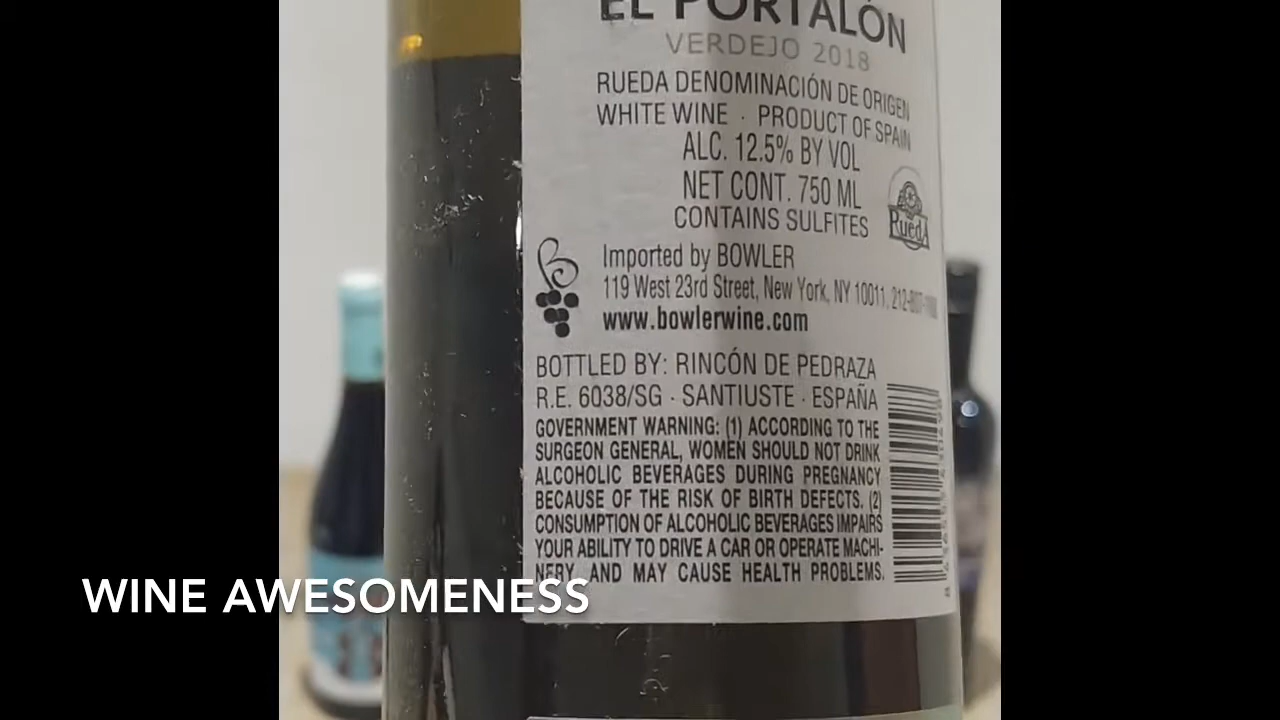 EL PORTALÓN
VERDEJO 2018
RUEDA DENOMINACIÓN DE ORIGEN
WHITE WINE · PRODUCT OF SPAIN
ALC. 12.5% BY VOL
NET CONT. 750 ML
CONTAINS SULFITES
Rueda
Imported by BOWLER
119 West 23rd Street, New York, NY 10011,
www.bowlerwine.com
BOTTLED BY: RINCÓN DE PEDRAZA
R.E. 6038/SG · SANTIUSTE · ESPAÑA
GOVERNMENT WARNING: (1) ACCORDING TO THE
SURGEON GENERAL, WOMEN SHOULD NOT DRINK
ALCOHOLIC BEVERAGES DURING PREGNANCY
BECAUSE OF THE RISK OF BIRTH DEFECTS. (2)
CONSUMPTION OF ALCOHOLIC BEVERAGES IMPAIRS
YOUR ABILITY TO DRIVE A CAR OR OPERATE MACHI-
NERY, AND MAY CAUSE HEALTH PROBLEMS.
WINE AWESOMENESS